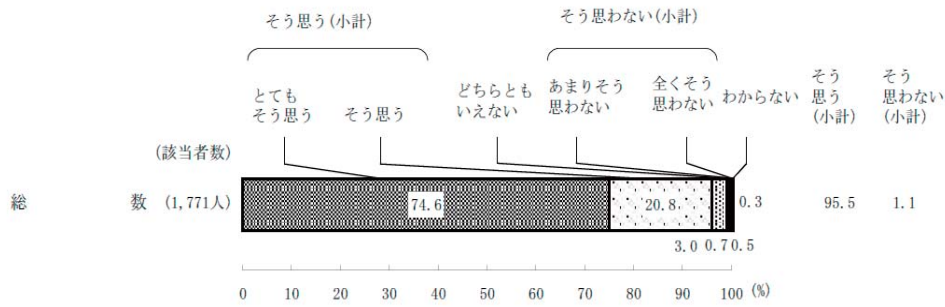 そう思う(小計)
そう思わない(小計)
とても
そう思う
そう思う
どちらとも
いえない
あまりそう
思わない
全くそう
思わない
わからない
そう
思う
(小計)
そう
思わない
(小計)
(該当者数)
総 数 (1,771人)
74.6
20.8
0.3
95.5
1.1
3.0 0.7 0.5
0 10 20 30 40 50 60 70 80 90 100 (%)